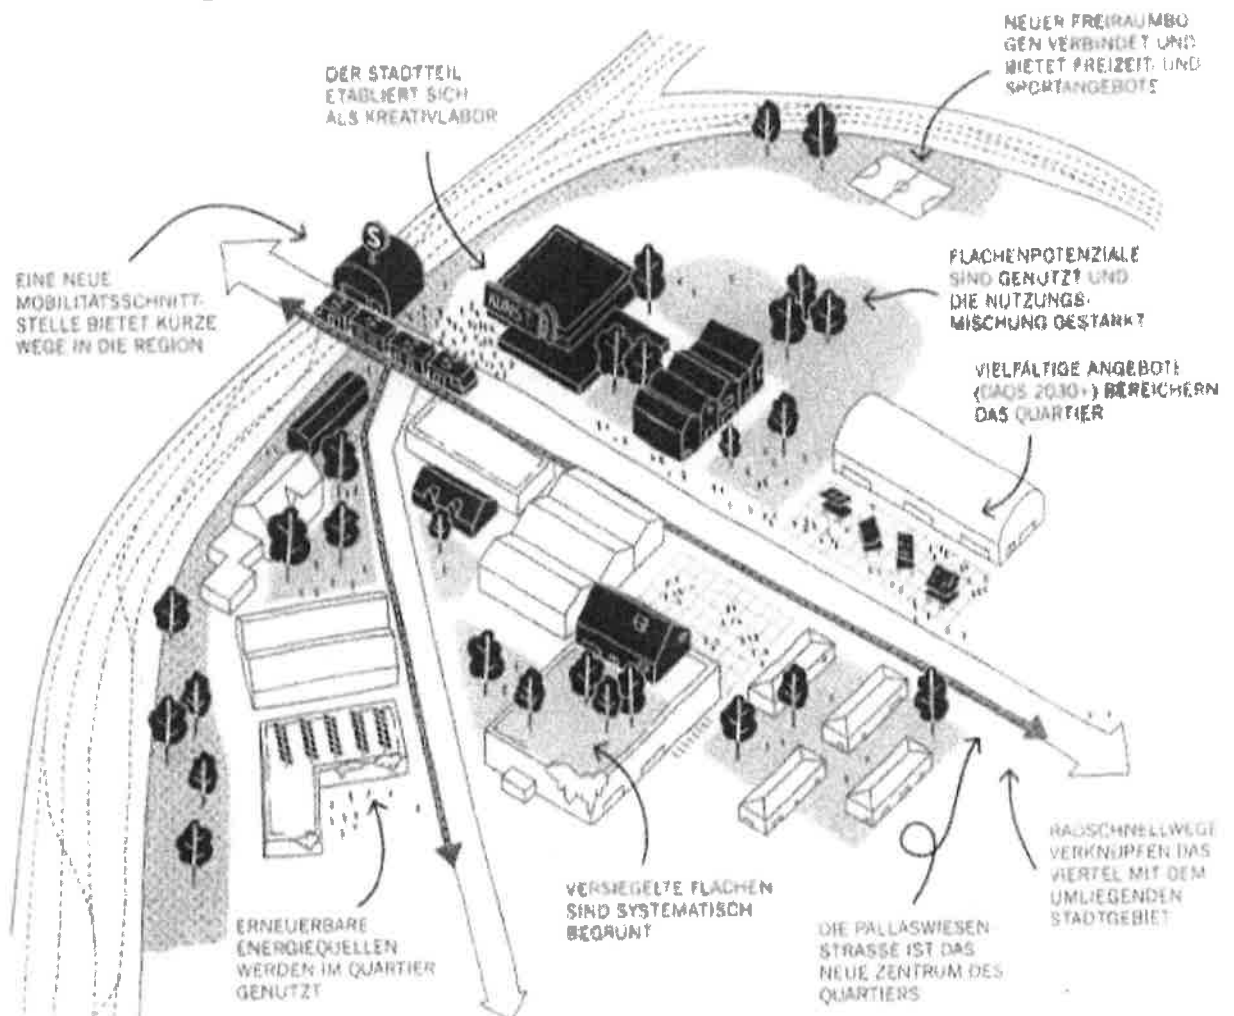 NEUER FREIRAUMBO
GEN VERBINDET UND
BIETET FREIZEIT- UND
SPORTANGEBOTE
DER STADTTEIL
ETABLIERT SICH
ALS KREATIVLABOR
S
EINE NEUE
MOBILITÄTSSCHNITT-
STELLE BIETET KURZE
WEGE IN DIE REGION
FLÄCHENPOTENZIALE
SIND GENUTZT UND
DIE NUTZUNGS-
MISCHUNG GESTÄRKT
VIELFÄLTIGE ANGEBOTE
(DADS 2030+) BEREICHERN
DAS QUARTIER
RADSCHNELLWEGE
VERKNÜPFEN DAS
VIERTEL MIT DEM
UMLIEGENDEN
STADTGEBIET
VERSIEGELTE FLÄCHEN
SIND SYSTEMATISCH
BEGRÜNT
DIE PALLASWIESEN
STRASSE IST DAS
NEUE ZENTRUM DES
QUARTIERS
ERNEUERBARE
ENERGIEQUELLEN
WERDEN IM QUARTIER
GENUTZT